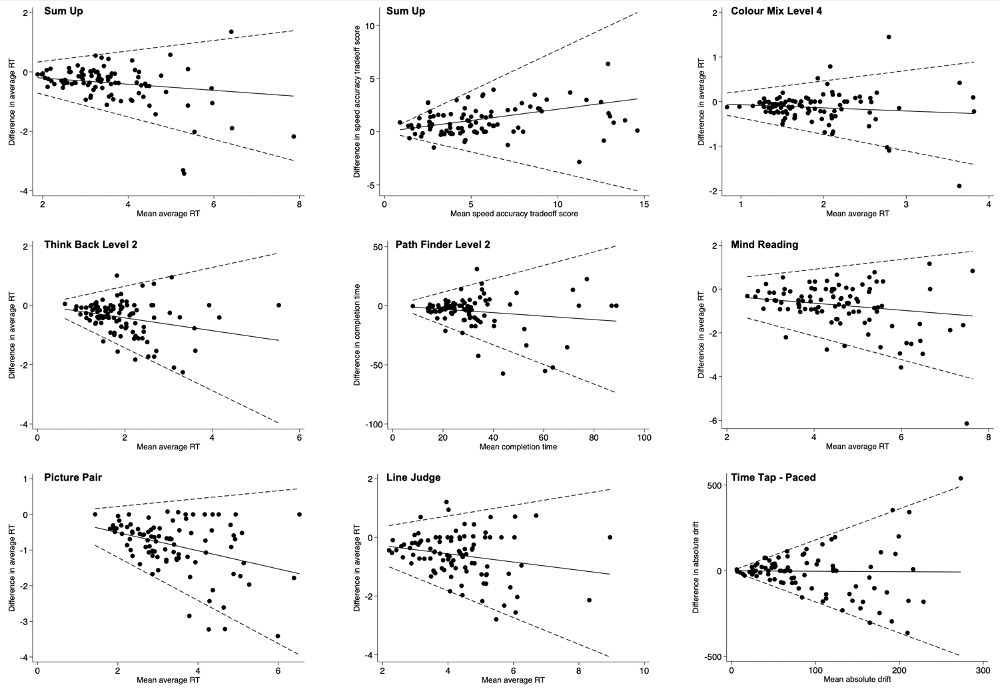 Sum Up
2
0
-2
-4
Difference in average RT
2
4
6
8
Mean average RT
Sum Up
10
5
0
-5
Difference in speed accuracy tradeoff score
0
5
10
15
Mean speed accuracy tradeoff score
Colour Mix Level 4
2
1
0
-1
-2
Difference in average RT
1
2
3
4
Mean average RT
Think Back Level 2
2
0
-2
-4
Difference in average RT
0
2
4
6
Mean average RT
Path Finder Level 2
50
0
-50
-100
Difference in completion time
0
20
40
60
80
100
Mean completion time
Mind Reading
2
0
-2
-4
-6
Difference in average RT
2
4
6
8
Mean average RT
Picture Pair
1
0
-1
-2
-3
-4
Difference in average RT
0
2
4
6
Mean average RT
Line Judge
2
0
-2
-4
Difference in average RT
2
4
6
8
10
Mean average RT
Time Tap - Paced
500
0
-500
Difference in absolute drift
0
100
200
300
Mean absolute drift